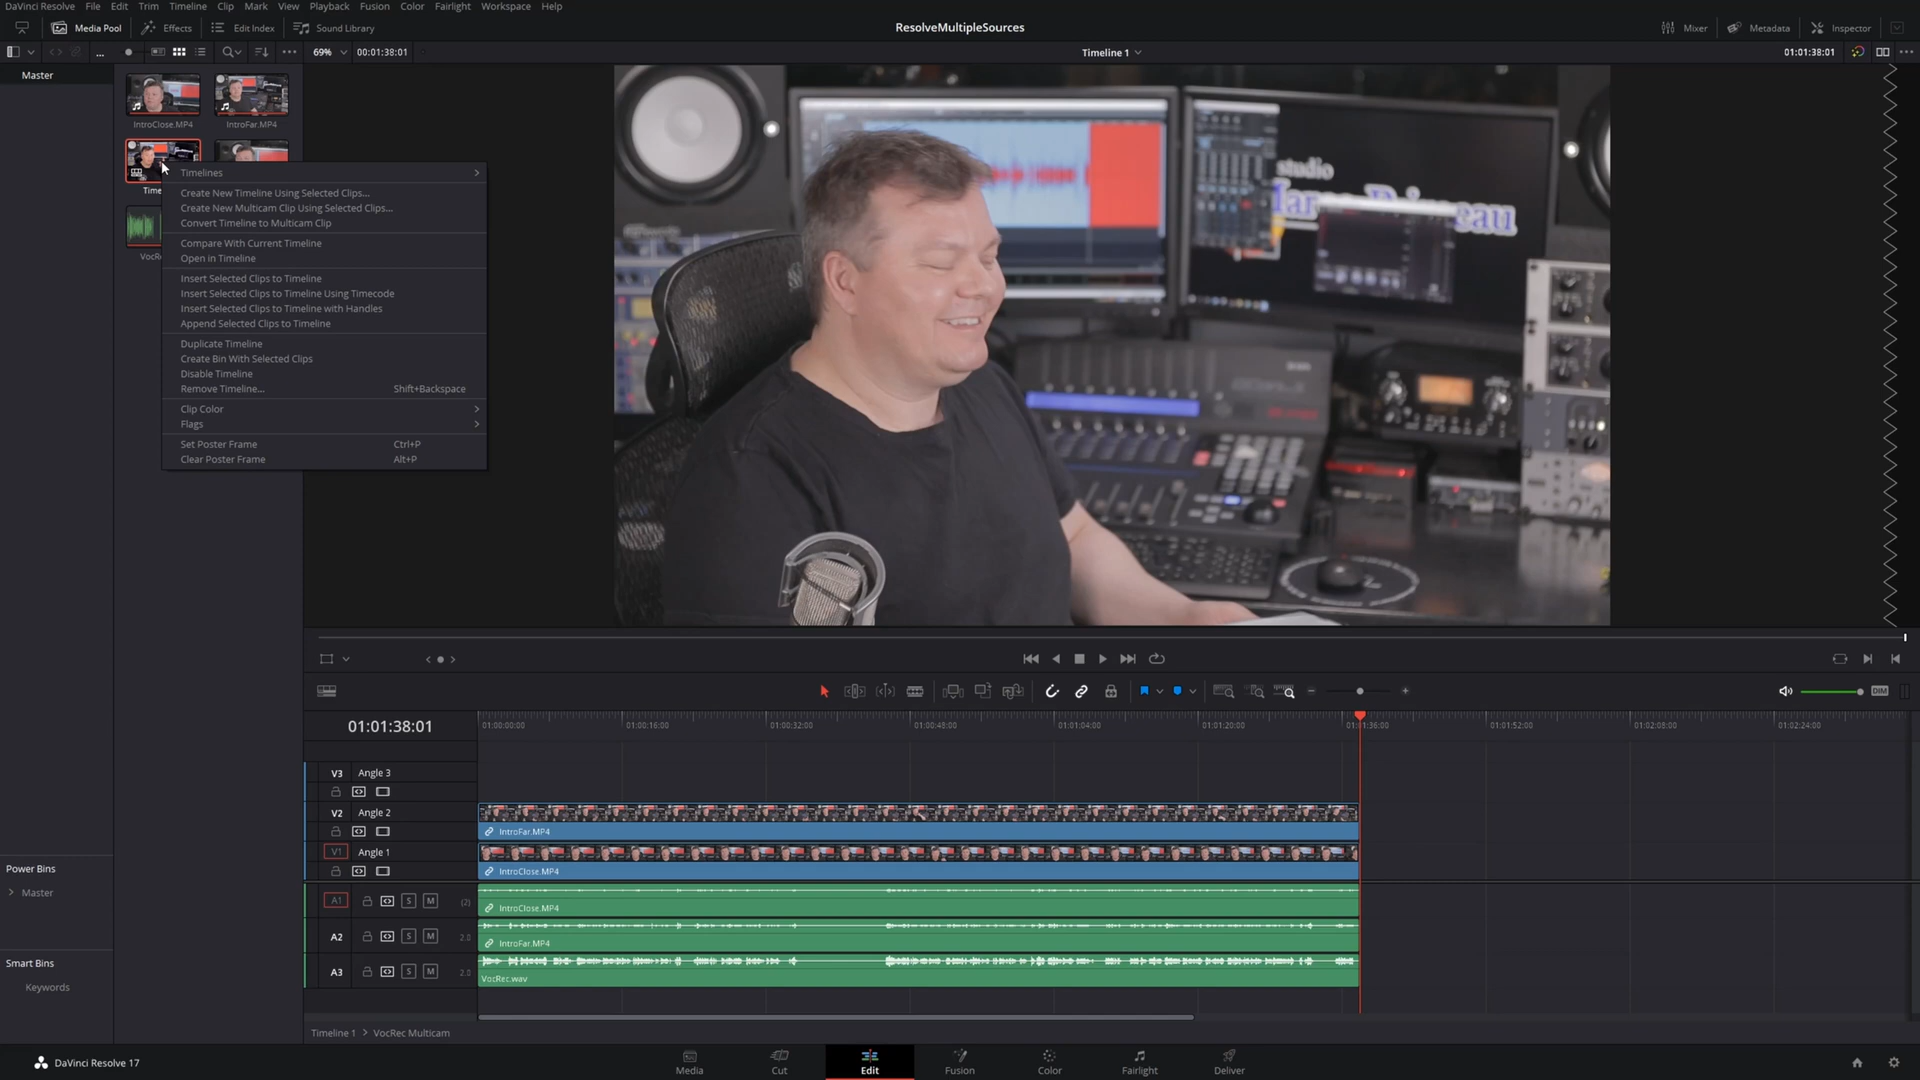 DaVinci Resolve File Edit Trim Timeline Clip Mark View Playback Fusion Color Fairlight Workspace Help
Media Pool Effects Edit Index Sound Library ResolveMultipleSources Mixer Metadata Inspector
69% 00:01:38:01 Timeline 1 01:01:38:01
Master
IntroClose.MP4 IntroFar.MP4
Time
VocRe
Timelines
Create New Timeline Using Selected Clips...
Create New Multicam Clip Using Selected Clips...
Convert Timeline to Multicam Clip
Compare With Current Timeline
Open in Timeline
Insert Selected Clips to Timeline
Insert Selected Clips to Timeline Using Timecode
Insert Selected Clips to Timeline with Handles
Append Selected Clips to Timeline
Duplicate Timeline
Create Bin With Selected Clips
Disable Timeline
Remove Timeline... Shift+Backspace
Clip Color
Flags
Set Poster Frame Ctrl+P
Clear Poster Frame Alt+P
studio
DIM
01:01:38:01
01:00:00:00 01:00:16:00 01:00:32:00 01:00:48:00 01:01:04:00 01:01:20:00 01:01:36:00 01:01:52:00 01:02:08:00 01:02:24:00
V3 Angle 3
V2 Angle 2
IntroFar.MP4
V1 Angle 1
IntroClose.MP4
A1 S M (2)
IntroClose.MP4
A2 S M 2.0
IntroFar.MP4
A3 S M 2.0
VocRec.wav
Power Bins
Master
Smart Bins
Keywords
Timeline 1 > VocRec Multicam
DaVinci Resolve 17
Media Cut Edit Fusion Color Fairlight Deliver